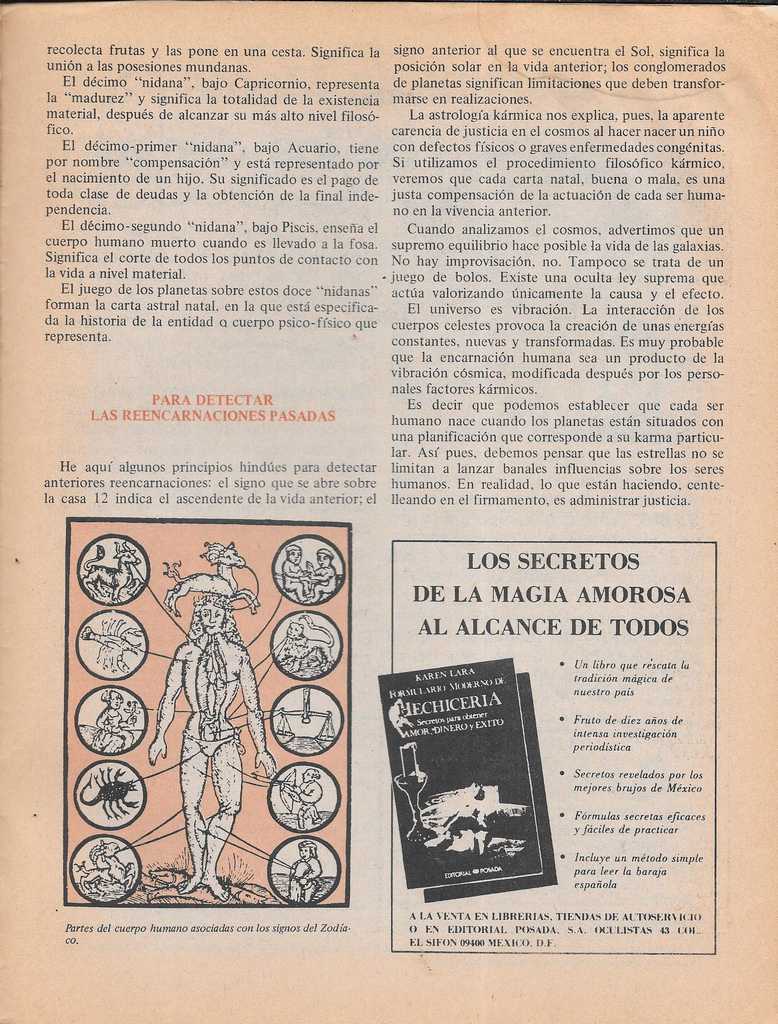 recolecta frutas y las pone en una cesta. Significa la
unión a las posesiones mundanas.
El décimo “nidana”, bajo Capricornio, representa
la “madurez” y significa la totalidad de la existencia
material, después de alcanzar su más alto nivel filosó-
fico.
El décimo-primer “nidana”, bajo Acuario, tiene
por nombre “compensación” y está representado por
el nacimiento de un hijo. Su significado es el pago de
toda clase de deudas y la obtención de la final inde-
pendencia.
El décimo-segundo “nidana”, bajo Piscis, enseña el
cuerpo humano muerto cuando es llevado a la fosa.
Significa el corte de todos los puntos de contacto con
la vida a nivel material.
El juego de los planetas sobre estos doce “nidanas”
forman la carta astral natal, en la que está especifica-
da la historia de la entidad o cuerpo psico-físico que
representa.
PARA DETECTAR
LAS REENCARNACIONES PASADAS
He aquí algunos principios hindúes para detectar
anteriores reencarnaciones: el signo que se abre sobre
la casa 12 indica el ascendente de la vida anterior; el
Partes del cuerpo humano asociadas con los signos del Zodía-
co.
signo anterior al que se encuentra el Sol, significa la
posición solar en la vida anterior; los conglomerados
de planetas significan limitaciones que deben transfor-
marse en realizaciones.
La astrología kármica nos explica, pues, la aparente
carencia de justicia en el cosmos al hacer nacer un niño
con defectos físicos o graves enfermedades congénitas.
Si utilizamos el procedimiento filosófico kármico,
veremos que cada carta natal, buena o mala, es una
justa compensación de la actuación de cada ser huma-
no en la vivencia anterior.
Cuando analizamos el cosmos, advertimos que un
supremo equilibrio hace posible la vida de las galaxias.
No hay improvisación, no. Tampoco se trata de un
juego de bolos. Existe una oculta ley suprema que
actúa valorizando únicamente la causa y el efecto.
El universo es vibración. La interacción de los
cuerpos celestes provoca la creación de unas energías
constantes, nuevas y transformadas. Es muy probable
que la encarnación humana sea un producto de la
vibración cósmica, modificada después por los perso-
nales factores kármicos.
Es decir que podemos establecer que cada ser
humano nace cuando los planetas están situados con
una planificación que corresponde a su karma particu-
lar. Así pues, debemos pensar que las estrellas no se
limitan a lanzar banales influencias sobre los seres
humanos. En realidad, lo que están haciendo, cente-
lleando en el firmamento, es administrar justicia.
LOS SECRETOS
DE LA MAGIA AMOROSA
AL ALCANCE DE TODOS
KAREN LARA
FORMULARIO MODERNO DE
HECHICERIA
Secretos para obtener
AMOR, DINERO y EXITO
EDITORIAL POSADA
• Un libro que rescata la
tradición mágica de
nuestro país
• Fruto de diez años de
intensa investigación
periodística
• Secretos revelados por los
mejores brujos de México
• Fórmulas secretas eficaces
y fáciles de practicar
• Incluye un método simple
para leer la baraja
española
A LA VENTA EN LIBRERIAS, TIENDAS DE AUTOSERVICIO
O EN EDITORIAL POSADA, S.A. OCULISTAS 43 COL.
EL SIFON 09400 MEXICO, D.F.